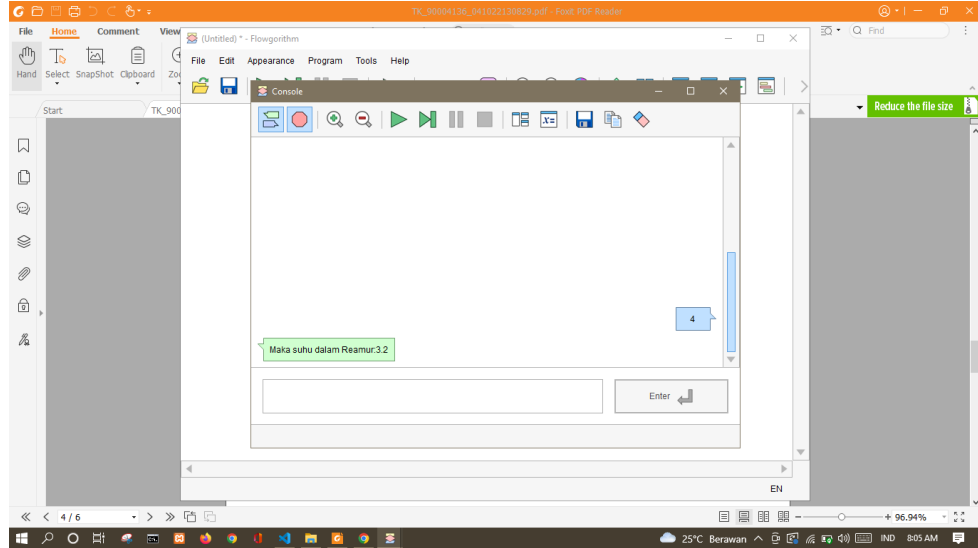 TK_90004136_041022130829.pdf - Foxit PDF Reader
File Home Comment View
Find
Hand Select SnapShot Clipboard Zo
Start TK_900
Reduce the file size
(Untitled) * - Flowgorithm
File Edit Appearance Program Tools Help
Console
4
Maka suhu dalam Reamur:3.2
Enter
EN
4 / 6
96.94%
25°C Berawan
IND 8:05 AM